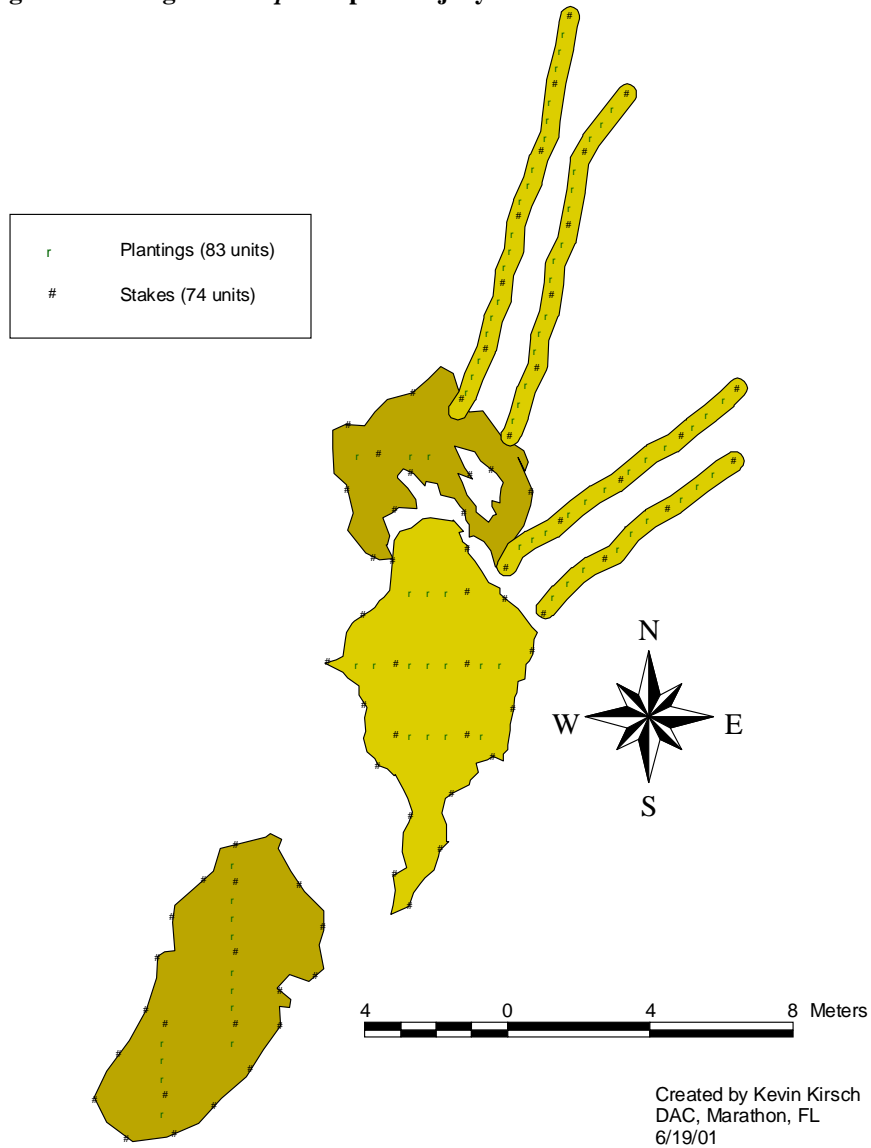 r Plantings (83 units)
# Stakes (74 units)
N
W E
S
4 0 4 8 Meters
Created by Kevin Kirsch
DAC, Marathon, FL
6/19/01